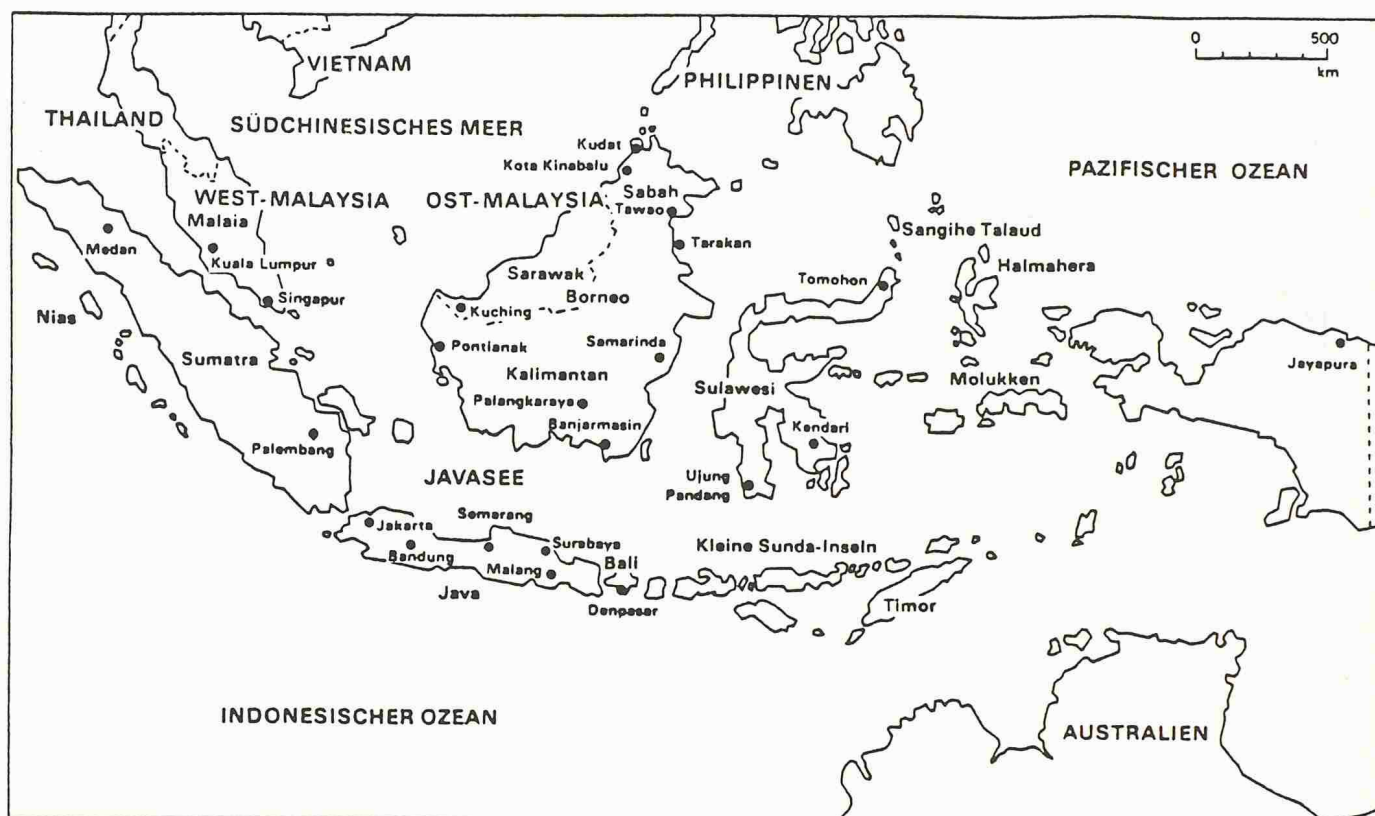 0 500
km
VIETNAM
PHILIPPINEN
THAILAND
SÜDCHINESISCHES MEER
Kudat
Kota Kinabalu
PAZIFISCHER OZEAN
WEST-MALAYSIA
OST-MALAYSIA
Sabah
Malaia
Tawao
Medan
Sangihe Talaud
Tarakan
Kuala Lumpur
Halmahera
Sarawak
Tomohon
Singapur
Borneo
Nias
Kuching
Pontianak
Samarinda
Jayapura
Sumatra
Kalimantan
Molukken
Sulawesi
Palangkaraya
Banjarmasin
Kendari
Palembang
JAVASEE
Ujung
Pandang
Semarang
Jakarta
Surabaya
Kleine Sunda-Inseln
Bandung
Malang
Bali
Java
Denpasar
Timor
INDONESISCHER OZEAN
AUSTRALIEN